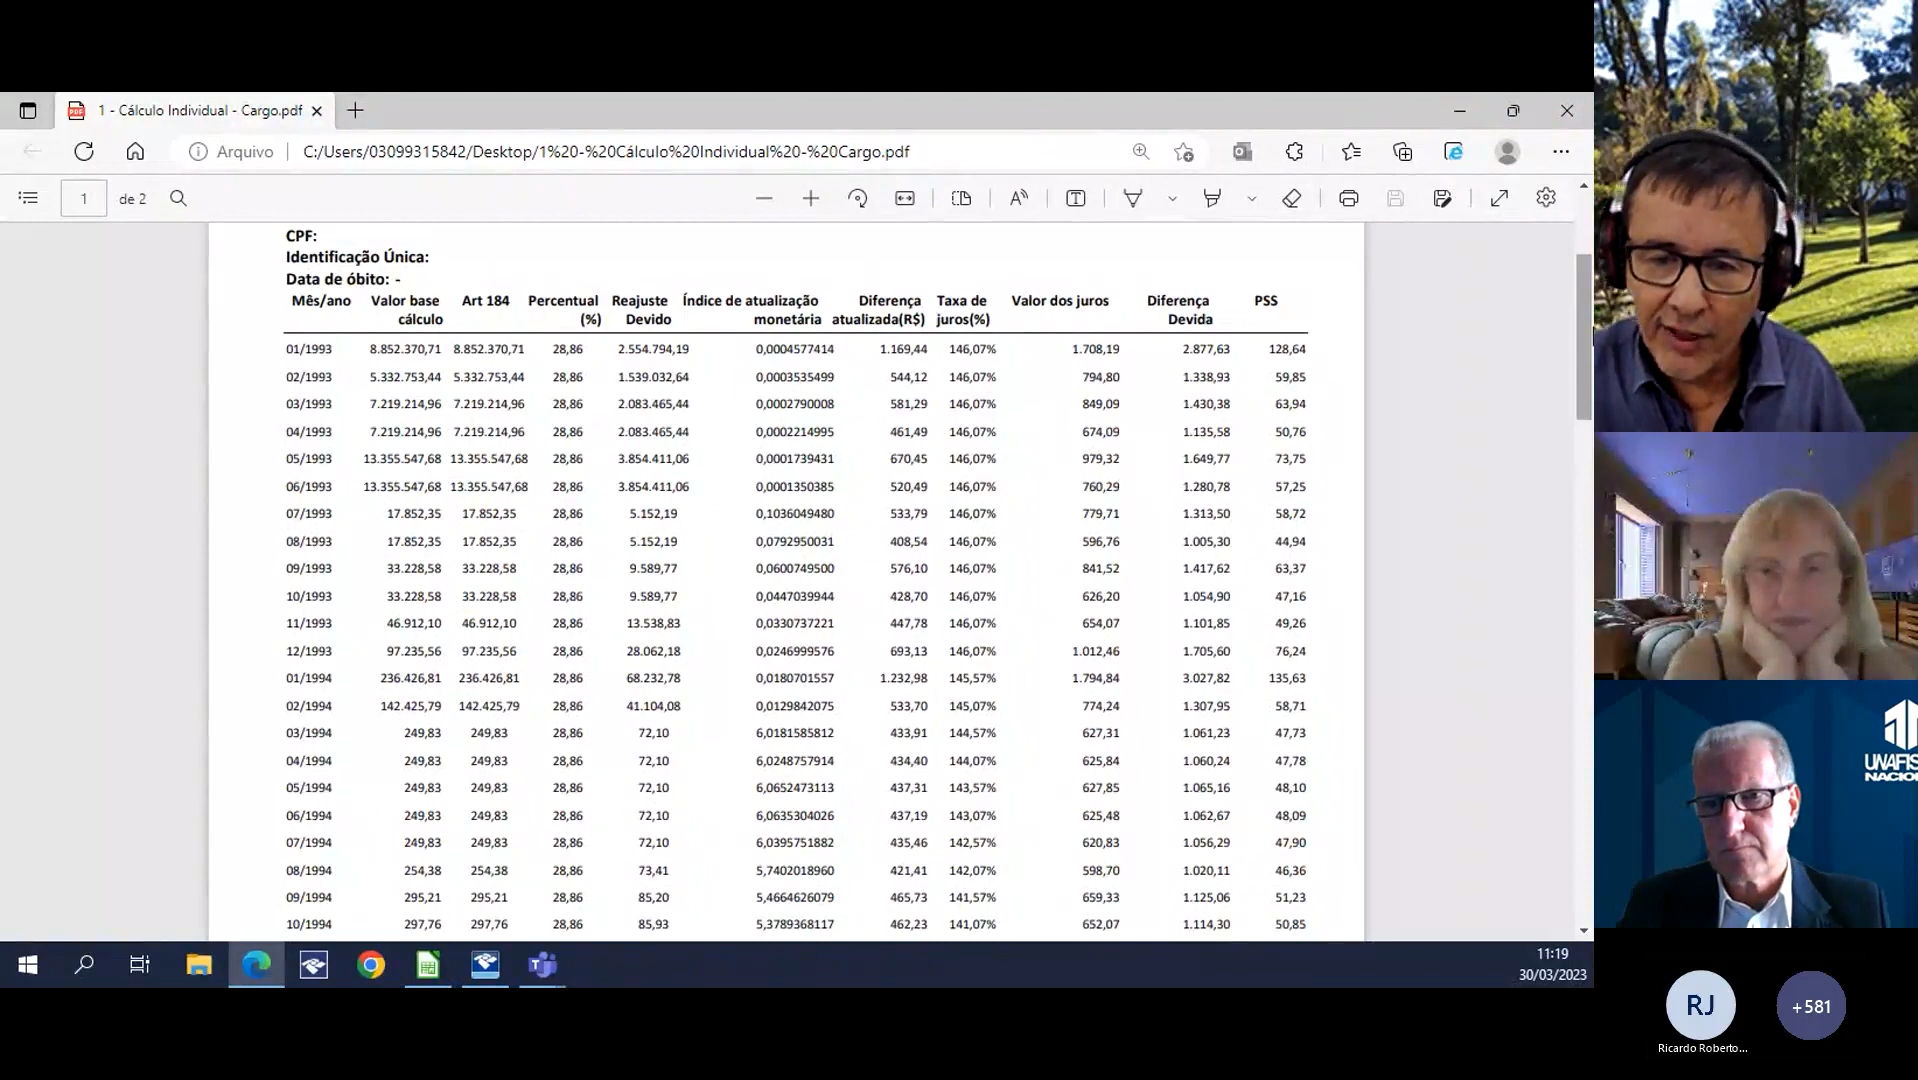 1 - Cálculo Individual - Cargo.pdf
Arquivo
C:/Users/03099315842/Desktop/1%20-%20Cálculo%20Individual%20-%20Cargo.pdf
1 de 2
CPF:
Identificação Única:
Data de óbito: -
Mês/ano Valor base Art 184 Percentual Reajuste Índice de atualização Diferença Taxa de Valor dos juros Diferença PSS
cálculo (%) Devido monetária atualizada(R$) juros(%) Devida
01/1993 8.852.370,71 8.852.370,71 28,86 2.554.794,19 0,0004577414 1.169,44 146,07% 1.708,19 2.877,63 128,64
02/1993 5.332.753,44 5.332.753,44 28,86 1.539.032,64 0,0003535499 544,12 146,07% 794,80 1.338,93 59,85
03/1993 7.219.214,96 7.219.214,96 28,86 2.083.465,44 0,0002790008 581,29 146,07% 849,09 1.430,38 63,94
04/1993 7.219.214,96 7.219.214,96 28,86 2.083.465,44 0,0002214995 461,49 146,07% 674,09 1.135,58 50,76
05/1993 13.355.547,68 13.355.547,68 28,86 3.854.411,06 0,0001739431 670,45 146,07% 979,32 1.649,77 73,75
06/1993 13.355.547,68 13.355.547,68 28,86 3.854.411,06 0,0001350385 520,49 146,07% 760,29 1.280,78 57,25
07/1993 17.852,35 17.852,35 28,86 5.152,19 0,1036049480 533,79 146,07% 779,71 1.313,50 58,72
08/1993 17.852,35 17.852,35 28,86 5.152,19 0,0792950031 408,54 146,07% 596,76 1.005,30 44,94
09/1993 33.228,58 33.228,58 28,86 9.589,77 0,0600749500 576,10 146,07% 841,52 1.417,62 63,37
10/1993 33.228,58 33.228,58 28,86 9.589,77 0,0447039944 428,70 146,07% 626,20 1.054,90 47,16
11/1993 46.912,10 46.912,10 28,86 13.538,83 0,0330737221 447,78 146,07% 654,07 1.101,85 49,26
12/1993 97.235,56 97.235,56 28,86 28.062,18 0,0246999576 693,13 146,07% 1.012,46 1.705,60 76,24
01/1994 236.426,81 236.426,81 28,86 68.232,78 0,0180701557 1.232,98 145,57% 1.794,84 3.027,82 135,63
02/1994 142.425,79 142.425,79 28,86 41.104,08 0,0129842075 533,70 145,07% 774,24 1.307,95 58,71
03/1994 249,83 249,83 28,86 72,10 6,0181585812 433,91 144,57% 627,31 1.061,23 47,73
04/1994 249,83 249,83 28,86 72,10 6,0248757914 434,40 144,07% 625,84 1.060,24 47,78
05/1994 249,83 249,83 28,86 72,10 6,0652473113 437,31 143,57% 627,85 1.065,16 48,10
06/1994 249,83 249,83 28,86 72,10 6,0635304026 437,19 143,07% 625,48 1.062,67 48,09
07/1994 249,83 249,83 28,86 72,10 6,0395751882 435,46 142,57% 620,83 1.056,29 47,90
08/1994 254,38 254,38 28,86 73,41 5,7402018960 421,41 142,07% 598,70 1.020,11 46,36
09/1994 295,21 295,21 28,86 85,20 5,4664626079 465,73 141,57% 659,33 1.125,06 51,23
10/1994 297,76 297,76 28,86 85,93 5,3789368117 462,23 141,07% 652,07 1.114,30 50,85
11:19
30/03/2023
UNAFIS
NACION
RJ
+581
Ricardo Roberto...